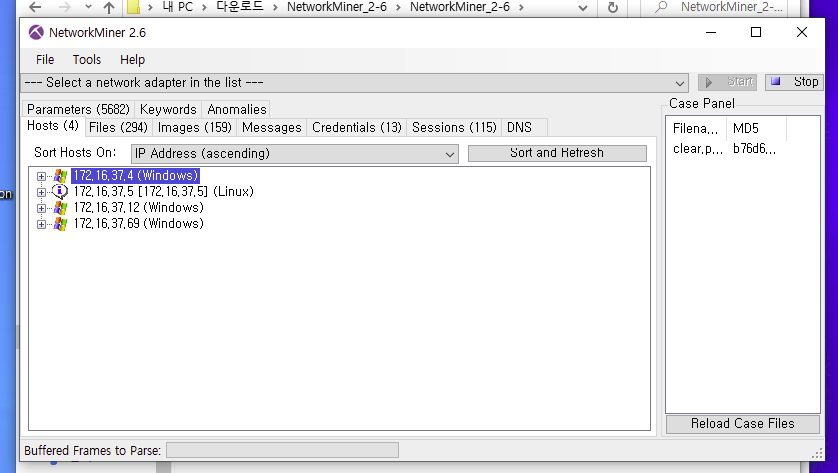 내 PC > 다운로드 > NetworkMiner_2-6 > NetworkMiner_2-6 >
NetworkMiner_2-...
NetworkMiner 2.6
File Tools Help
--- Select a network adapter in the list ---
Start
Stop
Parameters (5682) Keywords Anomalies
Hosts (4) Files (294) Images (159) Messages Credentials (13) Sessions (115) DNS
Sort Hosts On: IP Address (ascending) Sort and Refresh
172.16.37.4 (Windows)
172.16.37.5 [172.16.37.5] (Linux)
172.16.37.12 (Windows)
172.16.37.69 (Windows)
Case Panel
Filena... MD5
clear.p... b76d6...
Reload Case Files
Buffered Frames to Parse:
on